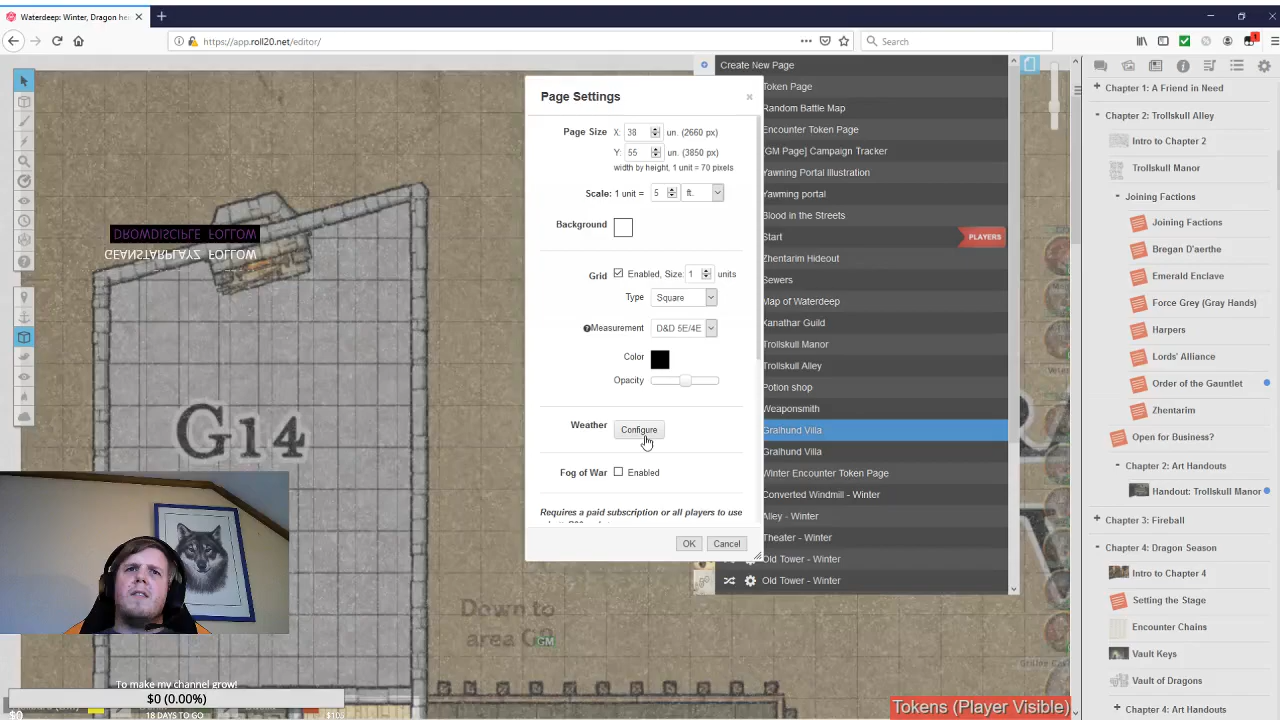 Waterdeep: Winter, Dragon he
https://app.roll20.net/editor/
Search
1
Page Settings
Page Size X: 38 un. (2660 px)
Y: 55 un. (3850 px)
width by height, 1 unit = 70 pixels
Scale: 1 unit = 5 ft.
Background
Grid Enabled, Size: 1 units
Type Square
Measurement D&D 5E/4E
Color
Opacity
Weather Configure
Fog of War Enabled
Requires a paid subscription or all players to use
OK Cancel
Create New Page
Token Page
Random Battle Map
Encounter Token Page
[GM Page] Campaign Tracker
Yawning Portal Illustration
Yawning portal
Blood in the Streets
Start PLAYERS
Zhentarim Hideout
Sewers
Map of Waterdeep
Xanathar Guild
Trollskull Manor
Trollskull Alley
Potion shop
Weaponsmith
Gralhund Villa
Gralhund Villa
Winter Encounter Token Page
Converted Windmill - Winter
Alley - Winter
Theater - Winter
Old Tower - Winter
Old Tower - Winter
Chapter 1: A Friend in Need
Chapter 2: Trollskull Alley
Intro to Chapter 2
Trollskull Manor
Joining Factions
Joining Factions
Bregan D'aerthe
Emerald Enclave
Force Grey (Gray Hands)
Harpers
Lords' Alliance
Order of the Gauntlet
Zhentarim
Open for Business?
Chapter 2: Art Handouts
Handout: Trollskull Manor
Chapter 3: Fireball
Chapter 4: Dragon Season
Intro to Chapter 4
Setting the Stage
Encounter Chains
Vault Keys
Vault of Dragons
Chapter 4: Art Handouts
DROWDISCIPLE FOLLOW
GEANSTARPLAYZ FOLLOW
G14
Down to
area G
GM
To make my channel grow!
$0 (0.00%)
$0 18 DAYS TO GO
Tokens (Player Visible)